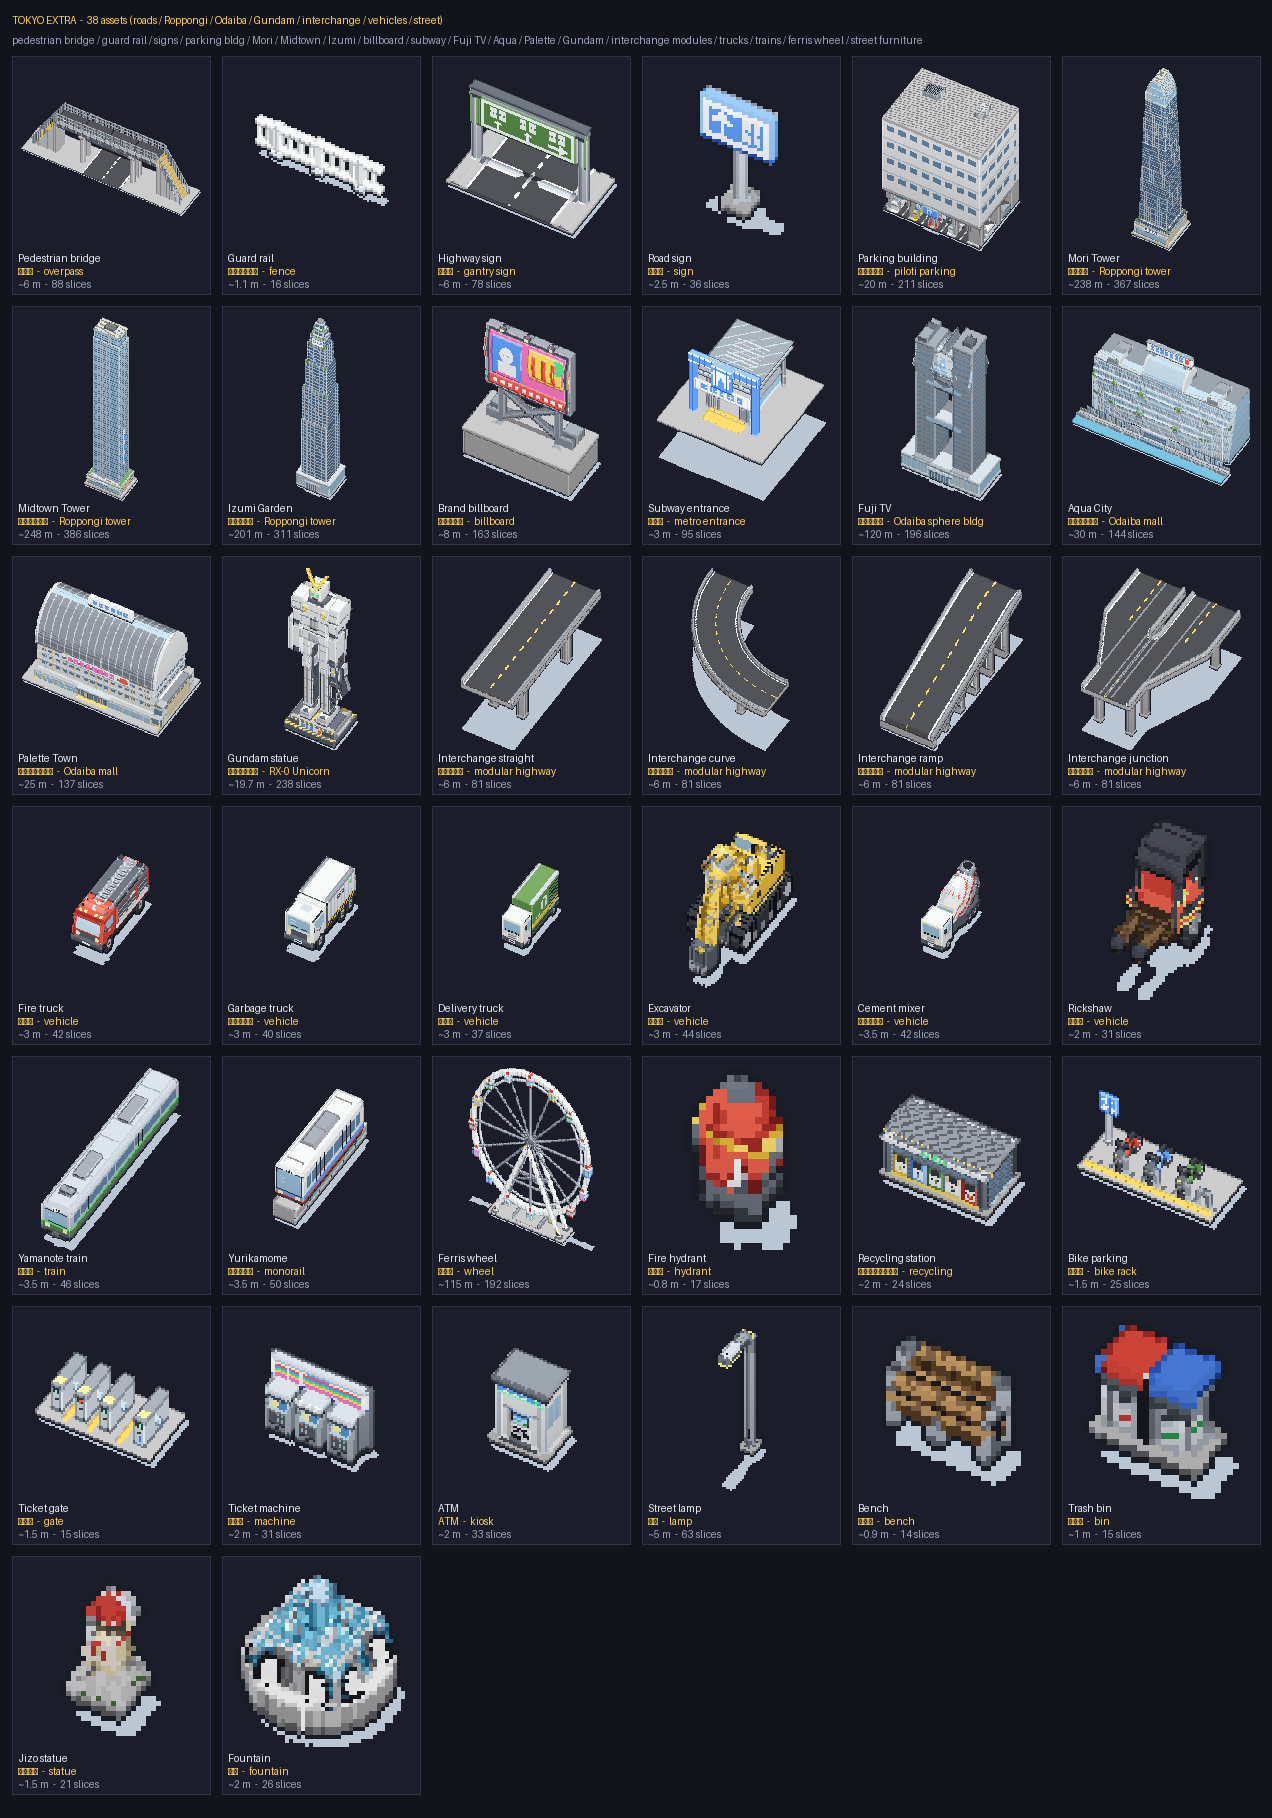 TOKYO EXTRA - 38 assets (roads / Roppongi / Odaiba / Gundam / interchange / vehicles / street)
pedestrian bridge / guard rail / signs / parking bldg / Mori / Midtown / Izumi / billboard / subway / Fuji TV / Aqua / Palette / Gundam / interchange modules / trucks / trains / ferris wheel / street furniture
Pedestrian bridge
- overpass
~6 m - 88 slices
Guard rail
- fence
~1.1 m - 16 slices
Highway sign
- gantry sign
~6 m - 78 slices
Road sign
- sign
~2.5 m - 36 slices
Parking building
- piloti parking
~20 m - 211 slices
Mori Tower
- Roppongi tower
~238 m - 367 slices
Midtown Tower
- Roppongi tower
~248 m - 386 slices
Izumi Garden
- Roppongi tower
~201 m - 311 slices
Brand billboard
- billboard
~8 m - 163 slices
Subway entrance
- metro entrance
~3 m - 95 slices
Fuji TV
- Odaiba sphere bldg
~120 m - 196 slices
Aqua City
- Odaiba mall
~30 m - 144 slices
Palette Town
- Odaiba mall
~25 m - 137 slices
Gundam statue
- RX-0 Unicorn
~19.7 m - 238 slices
Interchange straight
- modular highway
~6 m - 81 slices
Interchange curve
- modular highway
~6 m - 81 slices
Interchange ramp
- modular highway
~6 m - 81 slices
Interchange junction
- modular highway
~6 m - 81 slices
Fire truck
- vehicle
~3 m - 42 slices
Garbage truck
- vehicle
~3 m - 40 slices
Delivery truck
- vehicle
~3 m - 37 slices
Excavator
- vehicle
~3 m - 44 slices
Cement mixer
- vehicle
~3.5 m - 42 slices
Rickshaw
- vehicle
~2 m - 31 slices
Yamanote train
- train
~3.5 m - 46 slices
Yurikamome
- monorail
~3.5 m - 50 slices
Ferris wheel
- wheel
~115 m - 192 slices
Fire hydrant
- hydrant
~0.8 m - 17 slices
Recycling station
- recycling
~2 m - 24 slices
Bike parking
- bike rack
~1.5 m - 25 slices
Ticket gate
- gate
~1.5 m - 15 slices
Ticket machine
- machine
~2 m - 31 slices
ATM
ATM - kiosk
~2 m - 33 slices
Street lamp
- lamp
~5 m - 63 slices
Bench
- bench
~0.9 m - 14 slices
Trash bin
- bin
~1 m - 15 slices
Jizo statue
- statue
~1.5 m - 21 slices
Fountain
- fountain
~2 m - 26 slices